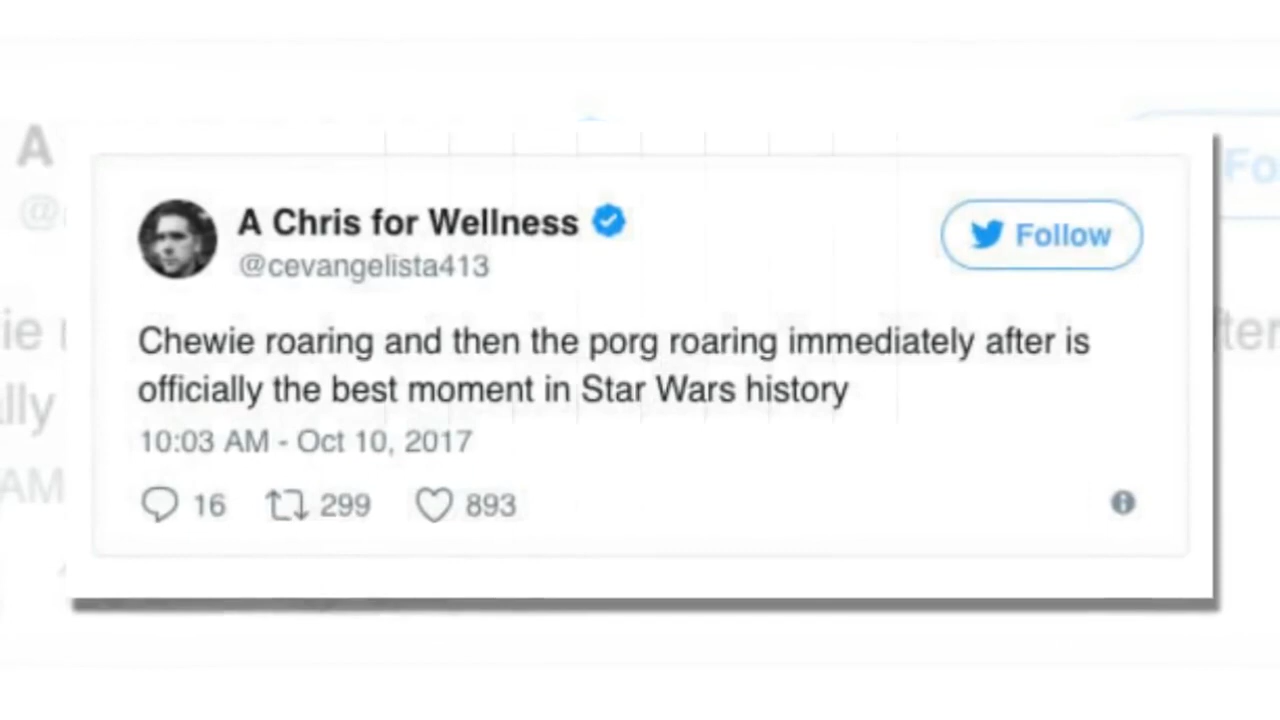 A Chris for Wellness
@cevangelista413
Follow
Chewie roaring and then the porg roaring immediately after is
officially the best moment in Star Wars history
10:03 AM - Oct 10, 2017
16 299 893